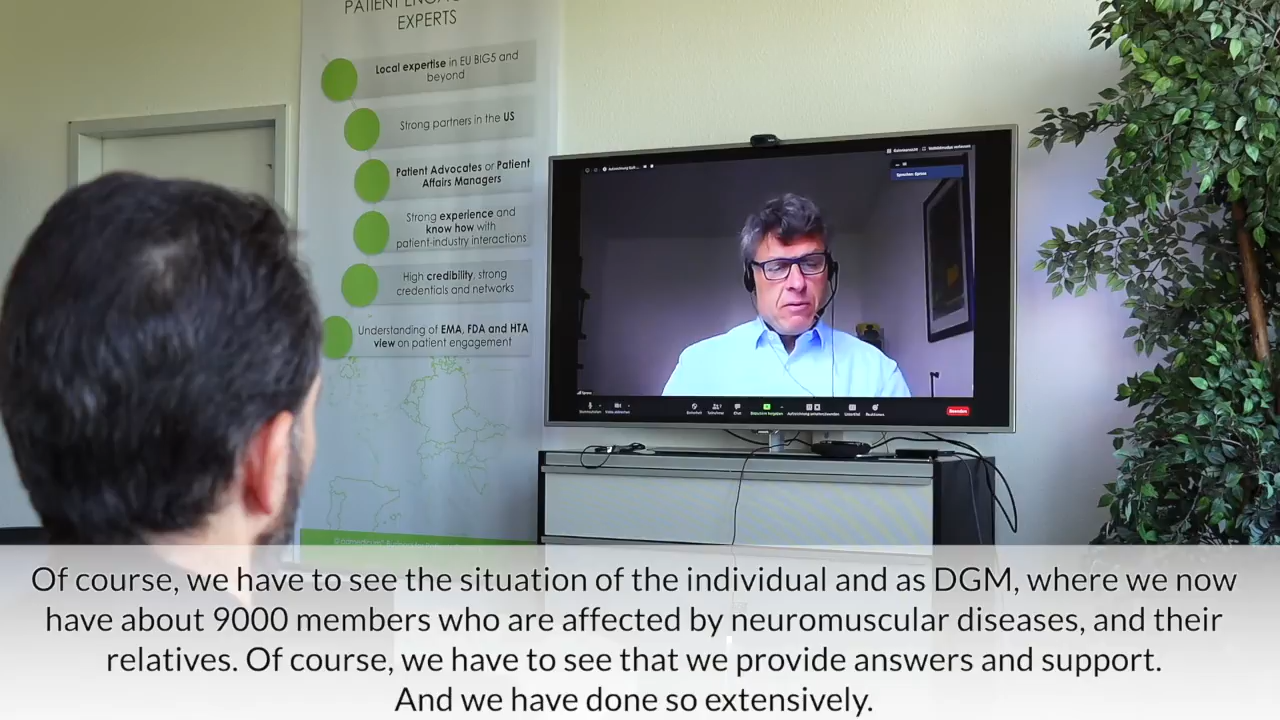 PATIENT
EXPERTS
Local expertise in EU BIG5 and
beyond
Strong partners in the US
Patient Advocates or Patient
Affairs Managers
Strong experience and
know how with
patient-industry interactions
High credibility, strong
credentials and networks
Understanding of EMA, FDA and HTA
view on patient engagement
Chat
Beenden
Of course, we have to see the situation of the individual and as DGM, where we now
have about 9000 members who are affected by neuromuscular diseases, and their
relatives. Of course, we have to see that we provide answers and support.
And we have done so extensively.